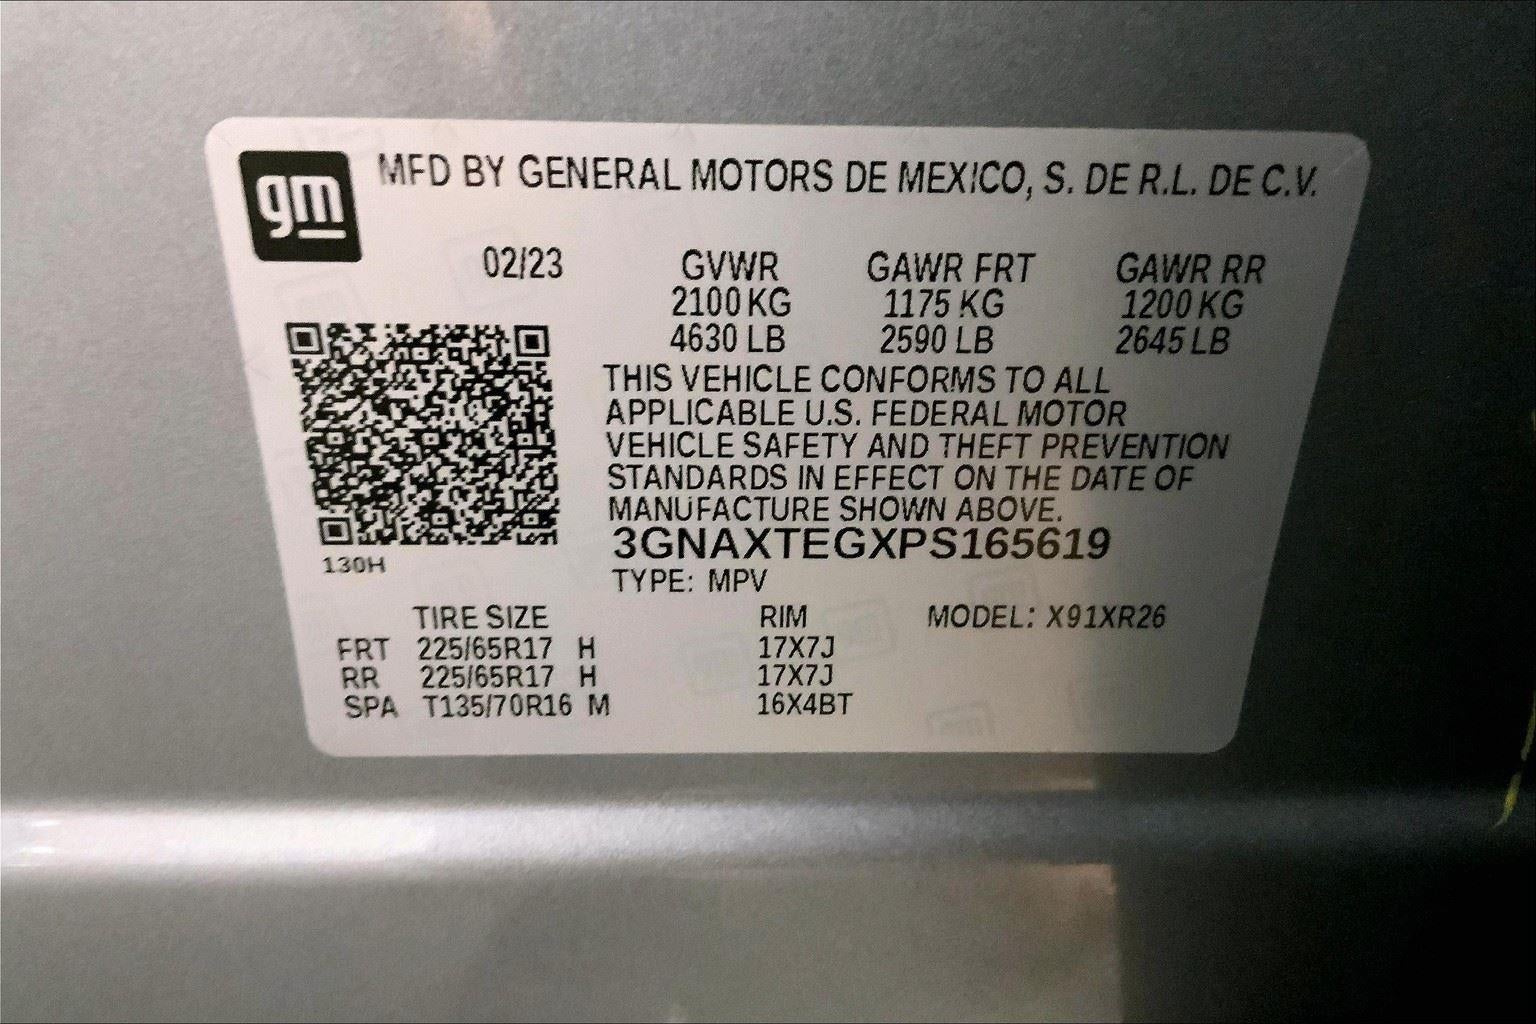 gm
MFD BY GENERAL MOTORS DE MEXICO, S. DE R.L. DE C.V.
02/23 GVWR GAWR FRT GAWR RR
2100 KG 1175 KG 1200 KG
4630 LB 2590 LB 2645 LB
THIS VEHICLE CONFORMS TO ALL
APPLICABLE U.S. FEDERAL MOTOR
VEHICLE SAFETY AND THEFT PREVENTION
STANDARDS IN EFFECT ON THE DATE OF
MANUFACTURE SHOWN ABOVE.
3GNAXTEGXPS165619
130H
TYPE: MPV
TIRE SIZE RIM MODEL: X91XR26
FRT 225/65R17 H 17X7J
RR 225/65R17 H 17X7J
SPA T135/70R16 M 16X4BT